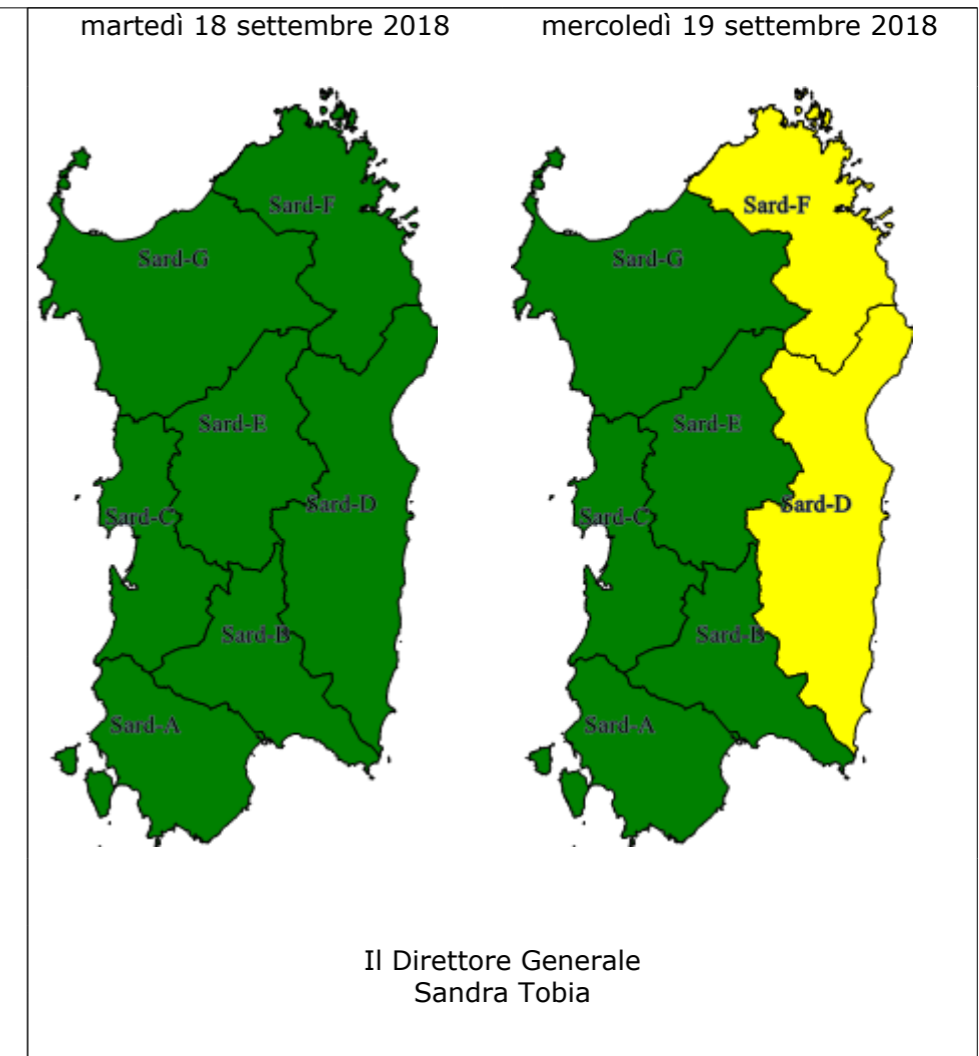 martedì 18 settembre 2018
mercoledì 19 settembre 2018
Sard-F
Sard-G
Sard-E
Sard-D
Sard-C
Sard-B
Sard-A
Sard-F
Sard-G
Sard-E
Sard-D
Sard-C
Sard-B
Sard-A
Il Direttore Generale
Sandra Tobia